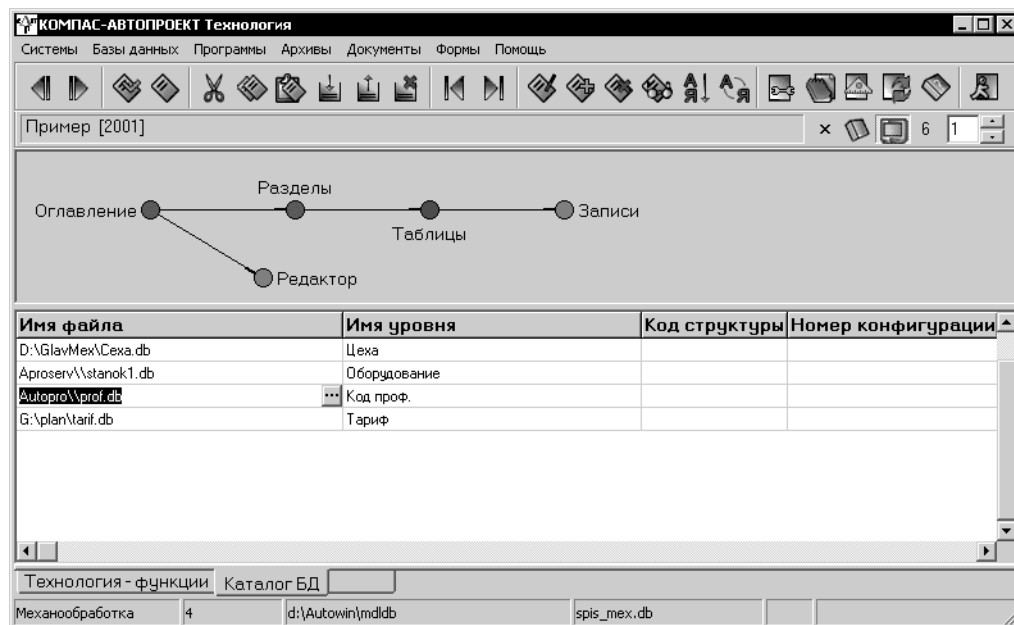 КОМПАС-АВТОПРОЕКТ Технология
Системы Базы данных Программы Архивы Документы Формы Помощь
Пример [2001] 6 1
Разделы
Оглавление Записи
Таблицы
Редактор
Имя файла Имя уровня Код структуры Номер конфигурации
D:\GlavMex\Cexa.db Цеха
Aproserv\\stanok1.db Оборудование
Autopro\\prof.db ... Код проф.
G:\plan\tarif.db Тариф
Технология - функции Каталог БД
Механообработка 4 d:\Autowin\mdldb spis_mex.db